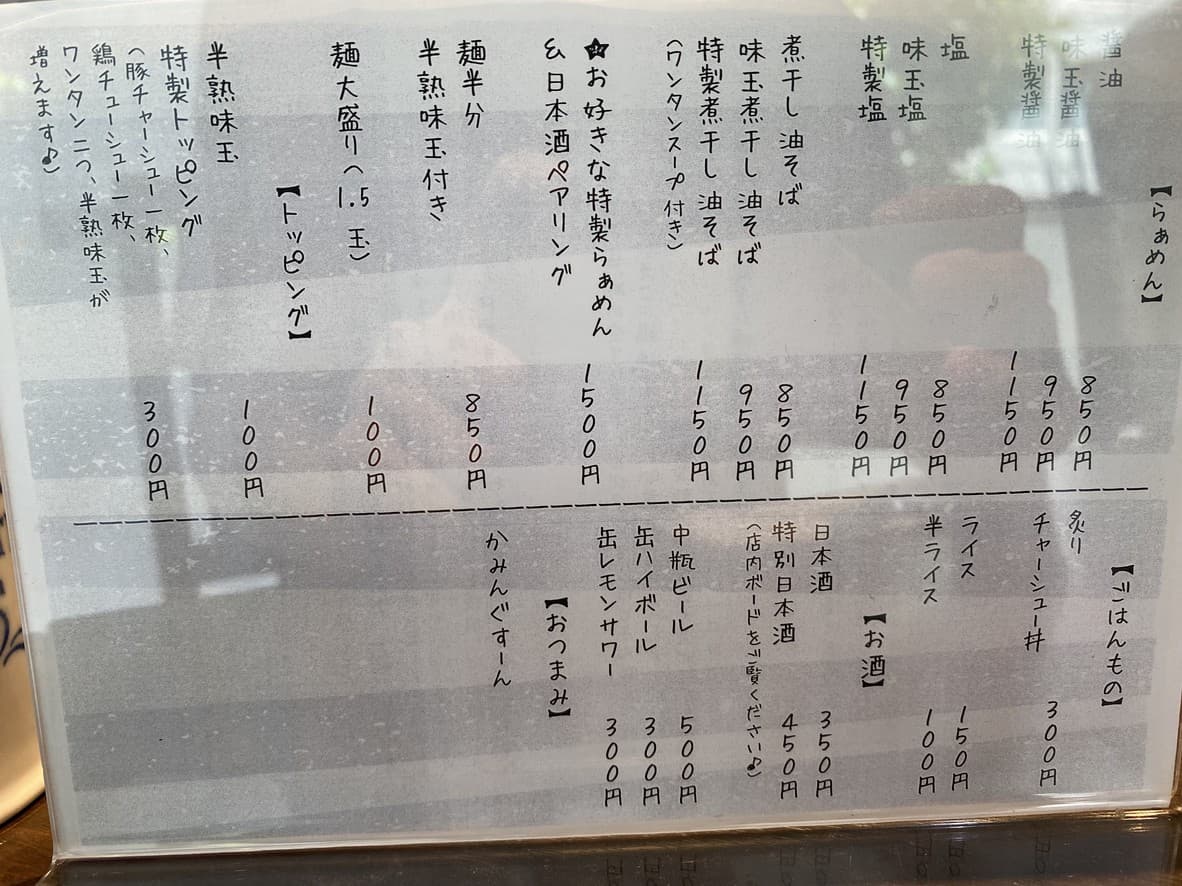 【らぁめん】
醤油 850円
味玉醤油 950円
特製醤油 1150円
塩 850円
味玉塩 950円
特製塩 1150円
煮干し油そば 850円
味玉煮干し油そば 950円
特製煮干し油そば 1150円
(ワンタンスープ付き)
★お好きな特製らぁめん 1500円
&日本酒ペアリング
麺半分 850円
半熟味玉付き
麺大盛り(1.5玉) 100円
【トッピング】
半熟味玉 100円
特製トッピング 300円
(豚チャーシュー一枚、
鶏チューシュー一枚、
ワンタン二つ、半熟味玉が
増えます♪)
【ごはんもの】
炙り
チャーシュー丼 300円
ライス 150円
半ライス 100円
【お酒】
日本酒 350円
特別日本酒 450円
(店内ボードをご覧ください♪)
中瓶ビール 500円
缶ハイボール 300円
缶レモンサワー 300円
【おつまみ】
かみんぐすーん